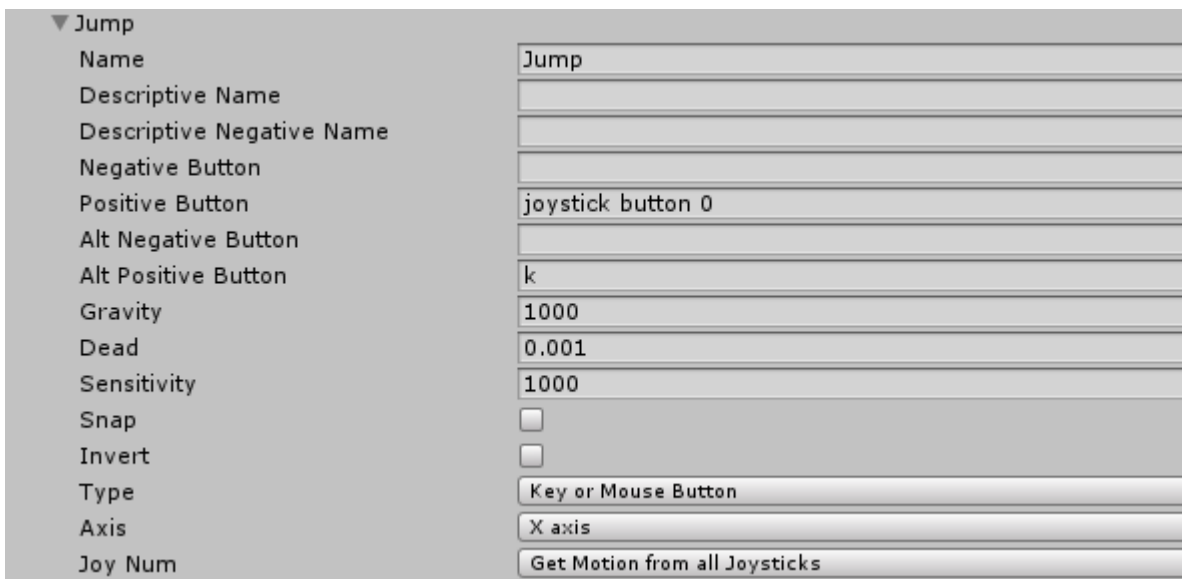 Jump
Name Jump
Descriptive Name
Descriptive Negative Name
Negative Button
Positive Button joystick button 0
Alt Negative Button
Alt Positive Button k
Gravity 1000
Dead 0.001
Sensitivity 1000
Snap
Invert
Type Key or Mouse Button
Axis X axis
Joy Num Get Motion from all Joysticks